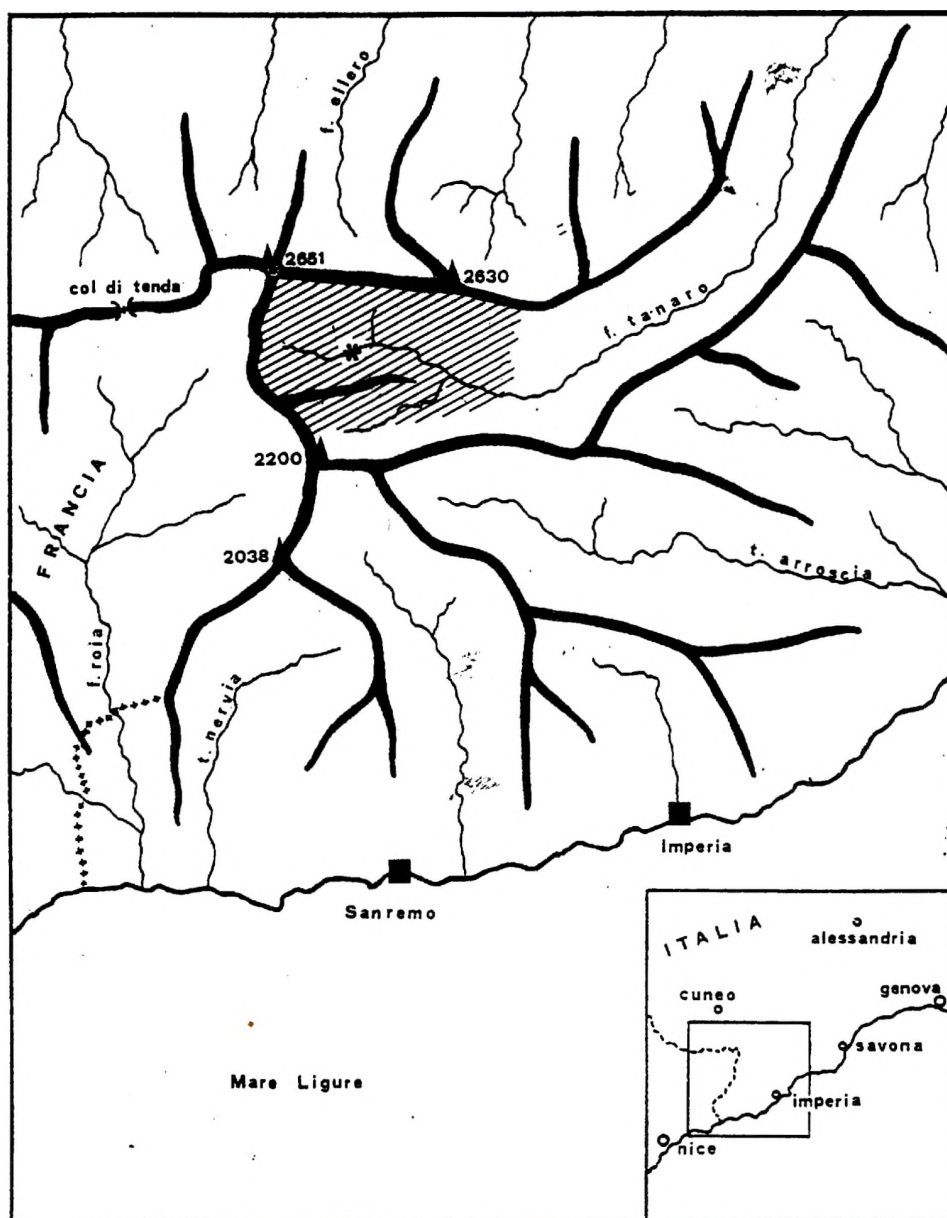 f. ellero
2651
2630
col di tenda
f. tanaro
2200
FRANCIA
2038
t. arroscia
f. roia
t. nervia
Imperia
Sanremo
Mare Ligure
ITALIA
alessandria
cuneo
genova
savona
imperia
nice